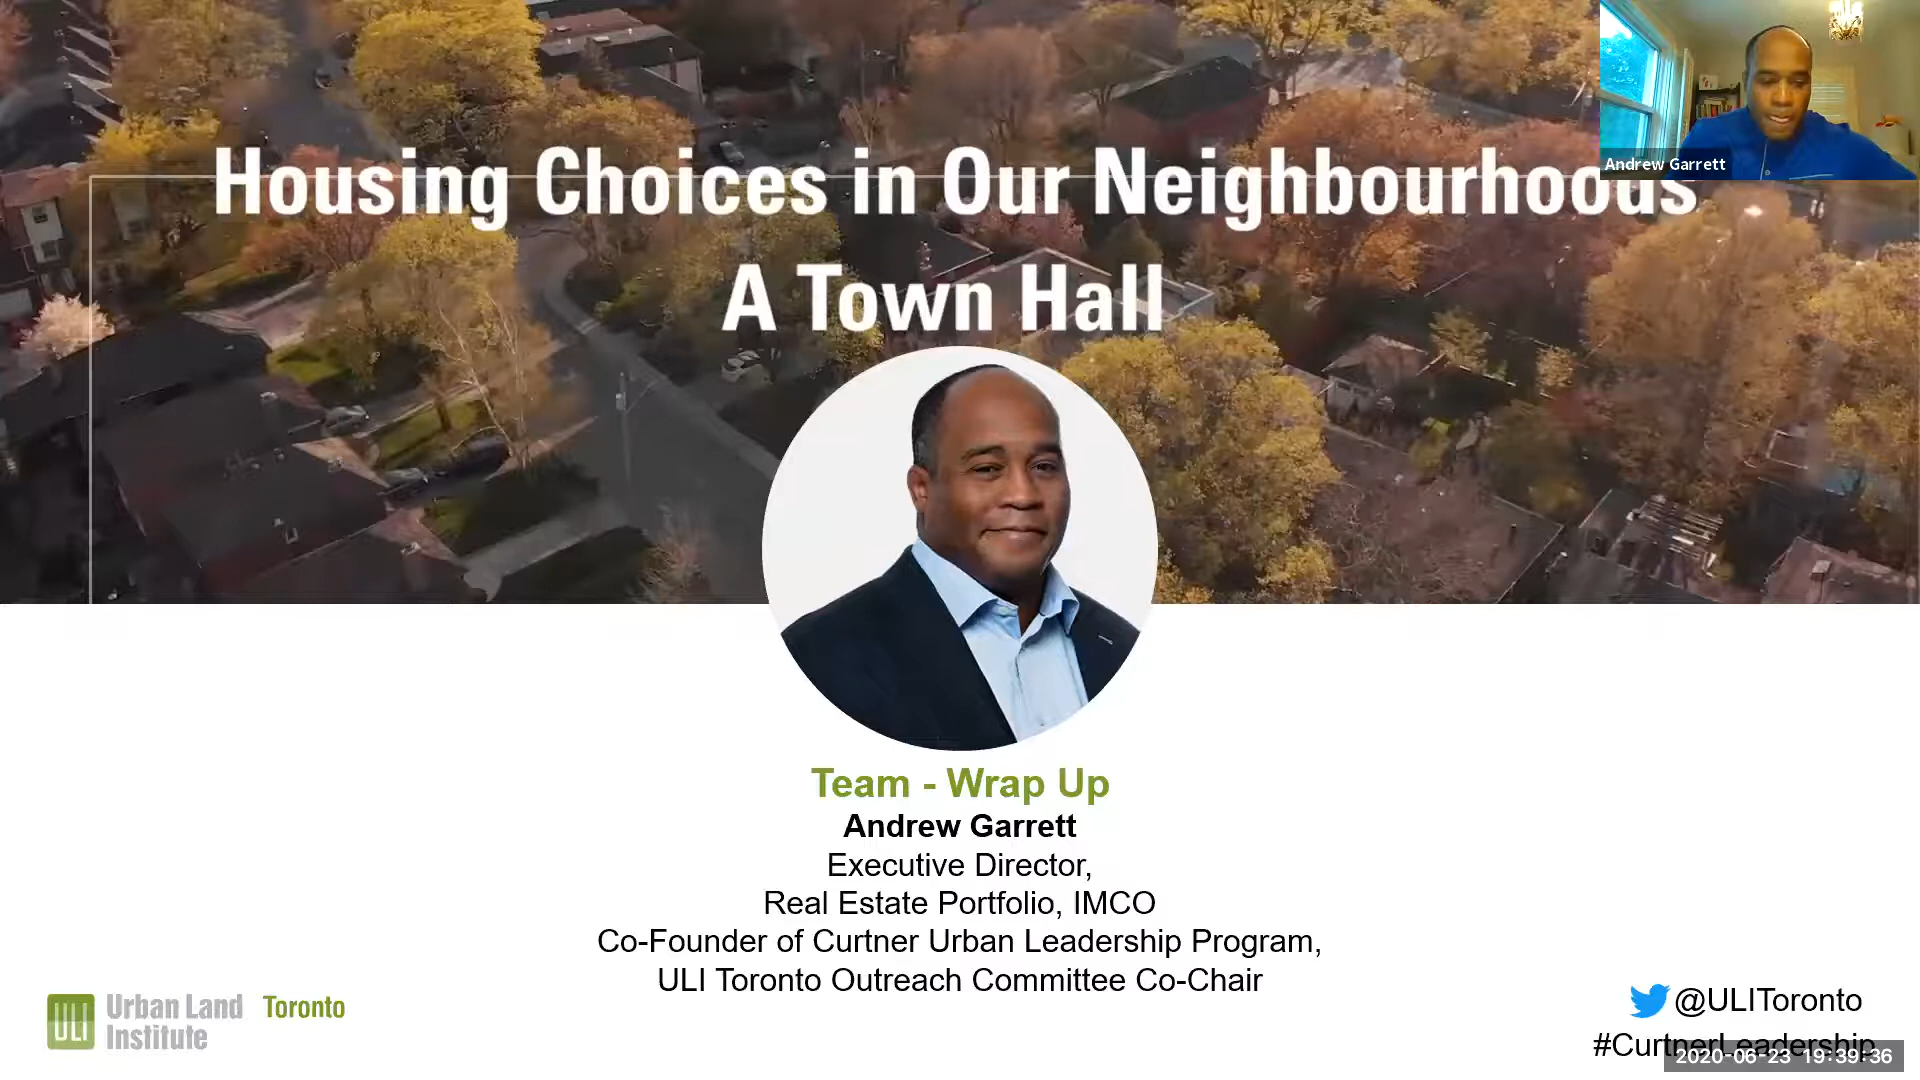 Housing Choices in Our Neighbourhoods
A Town Hall
Andrew Garrett
Team - Wrap Up
Andrew Garrett
Executive Director,
Real Estate Portfolio, IMCO
Co-Founder of Curtner Urban Leadership Program,
ULI Toronto Outreach Committee Co-Chair
ULI
Urban Land
Institute
Toronto
@ULIToronto
#CurtnerLeadership
2020-06-23 19:39:36